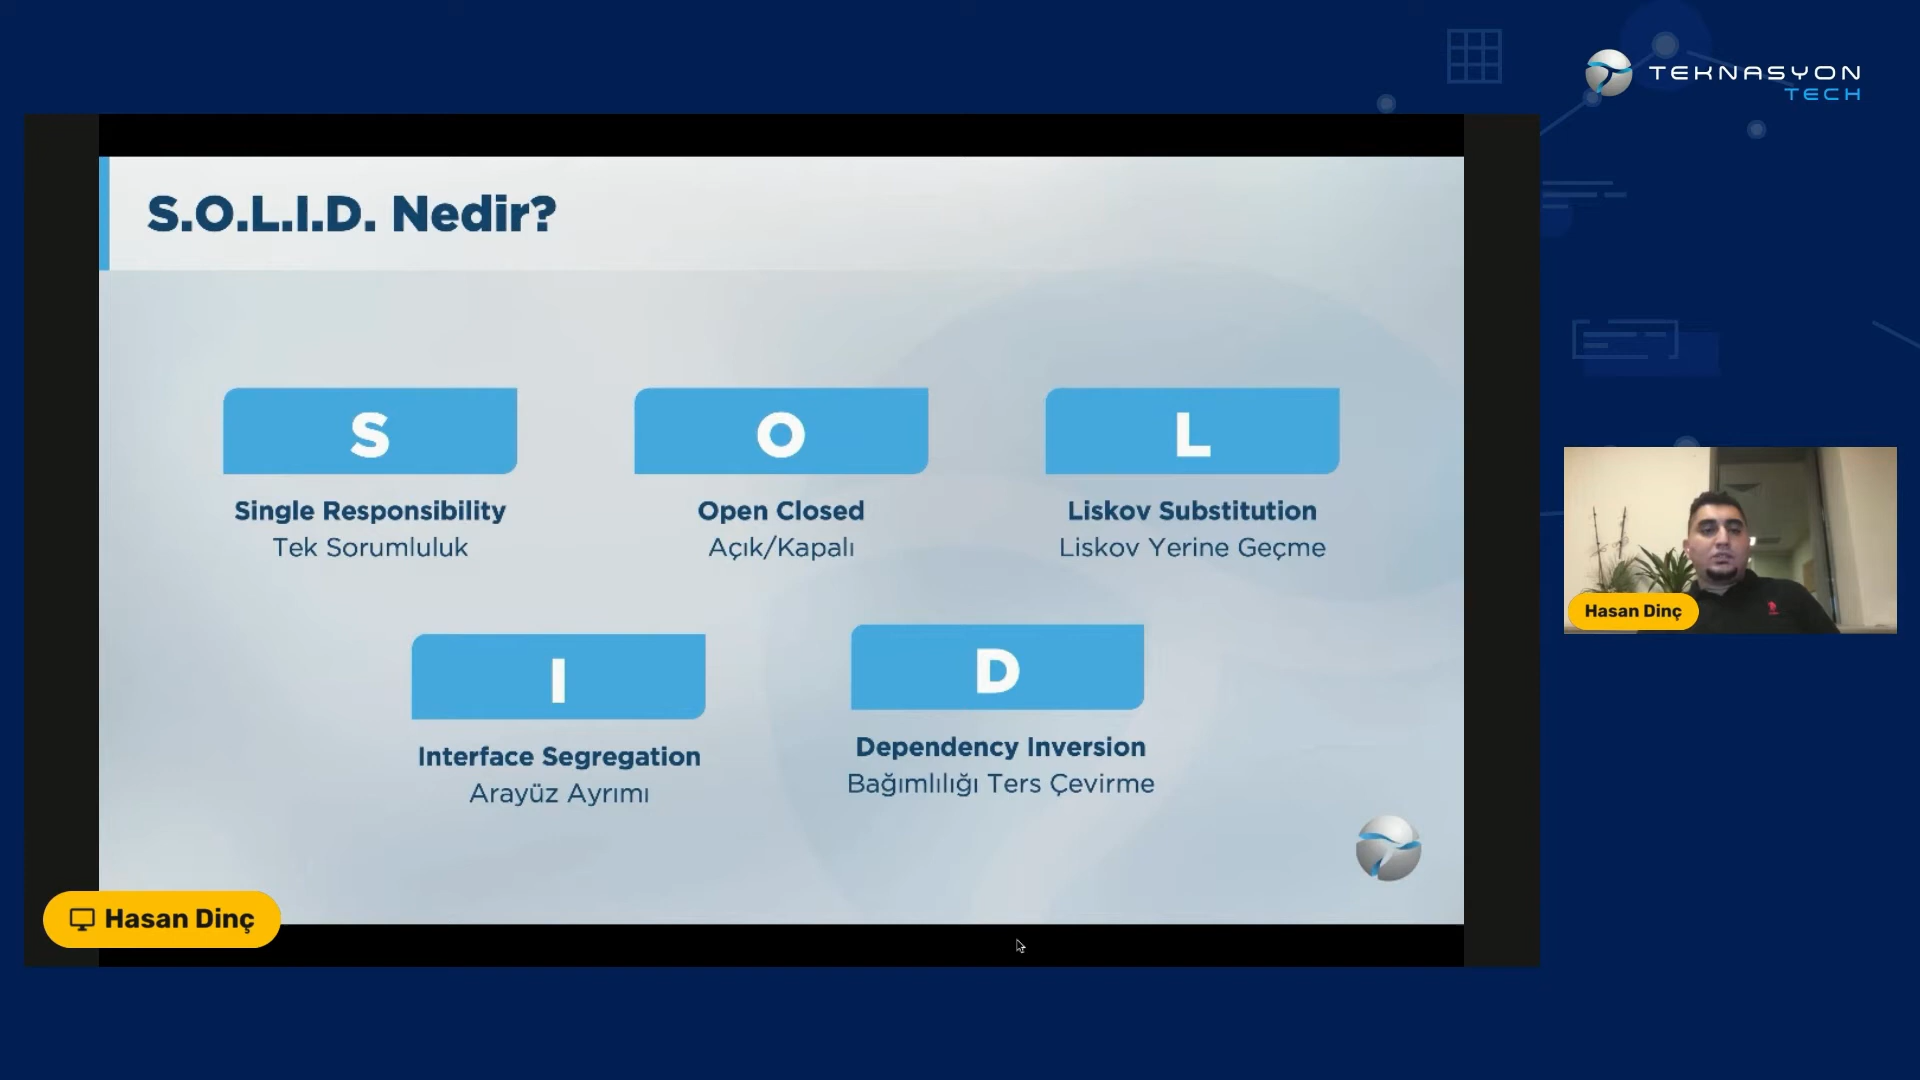 TEKNASYON
TECH
S.O.L.I.D. Nedir?
S
O
L
Single Responsibility
Tek Sorumluluk
Open Closed
Açık/Kapalı
Liskov Substitution
Liskov Yerine Geçme
I
D
Interface Segregation
Arayüz Ayrımı
Dependency Inversion
Bağımlılığı Ters Çevirme
Hasan Dinç
Hasan Dinç